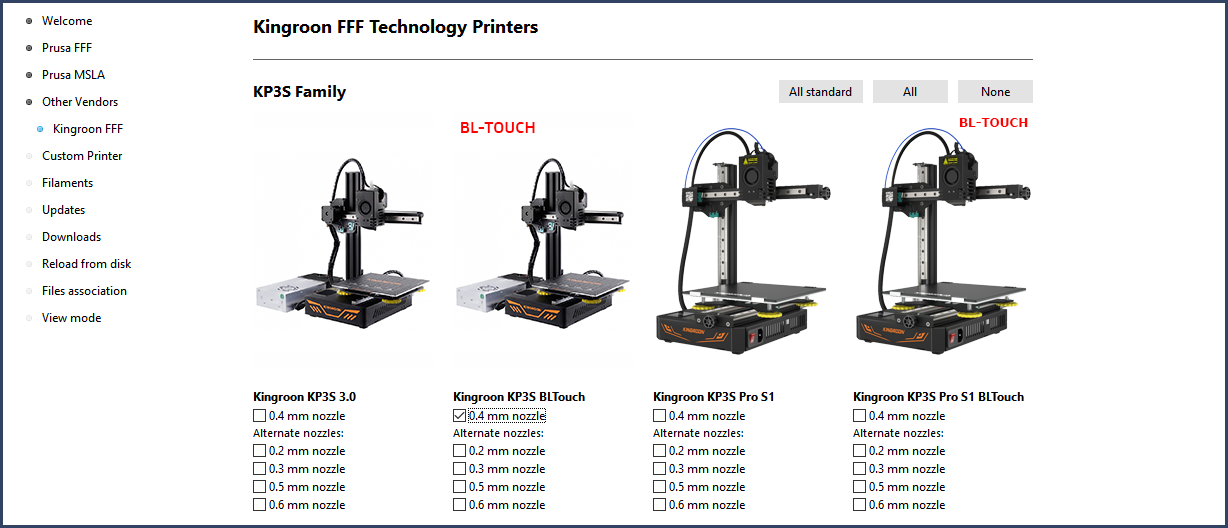 Welcome
Prusa FFF
Prusa MSLA
Other Vendors
Kingroon FFF
Custom Printer
Filaments
Updates
Downloads
Reload from disk
Files association
View mode
Kingroon FFF Technology Printers
KP3S Family
All standard
All
None
BL-TOUCH
BL-TOUCH
KINGROON
KINGROON
Kingroon KP3S 3.0
0.4 mm nozzle
Alternate nozzles:
0.2 mm nozzle
0.3 mm nozzle
0.5 mm nozzle
0.6 mm nozzle
Kingroon KP3S BLTouch
0.4 mm nozzle
Alternate nozzles:
0.2 mm nozzle
0.3 mm nozzle
0.5 mm nozzle
0.6 mm nozzle
Kingroon KP3S Pro S1
0.4 mm nozzle
Alternate nozzles:
0.2 mm nozzle
0.3 mm nozzle
0.5 mm nozzle
0.6 mm nozzle
Kingroon KP3S Pro S1 BLTouch
0.4 mm nozzle
Alternate nozzles:
0.2 mm nozzle
0.3 mm nozzle
0.5 mm nozzle
0.6 mm nozzle